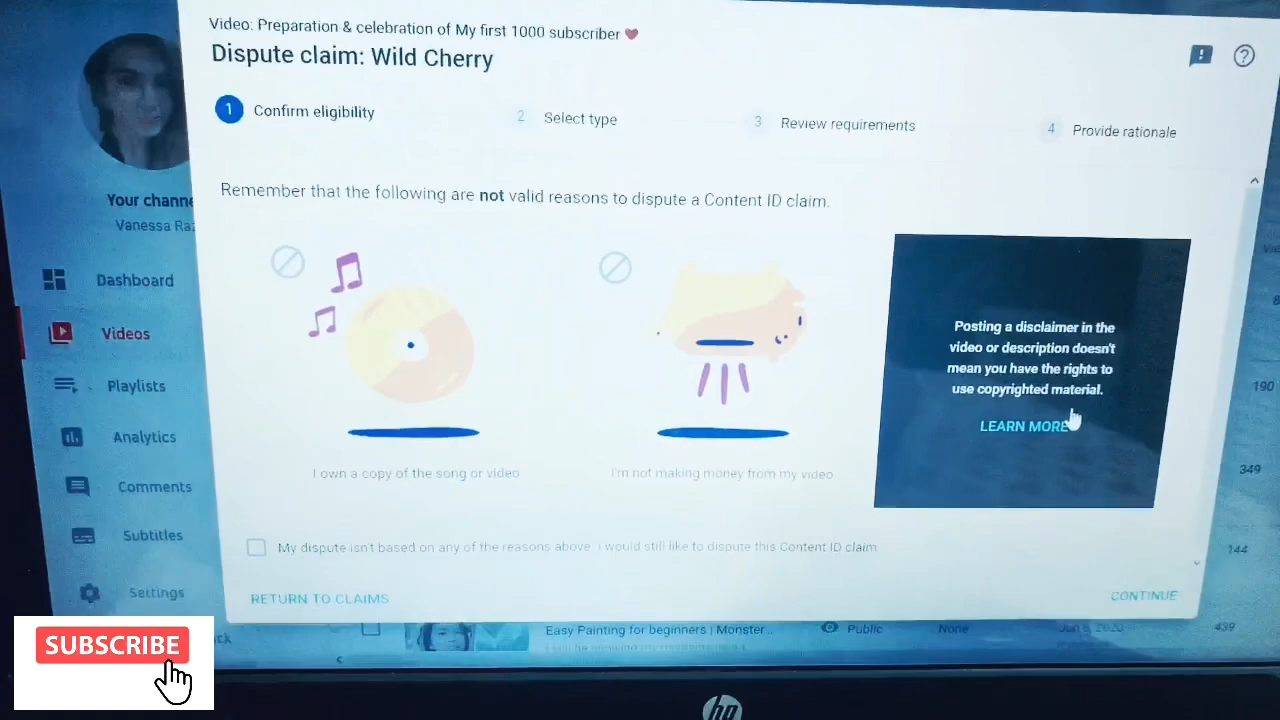 Video: Preparation & celebration of My first 1000 subscriber
Dispute claim: Wild Cherry
1 Confirm eligibility
2 Select type
3 Review requirements
4 Provide rationale
Remember that the following are not valid reasons to dispute a Content ID claim.
Your channe
Vanessa Raz
Dashboard
Videos
Playlists
Analytics
Comments
Subtitles
Settings
Posting a disclaimer in the
video or description doesn't
mean you have the rights to
use copyrighted material.
LEARN MORE
I own a copy of the song or video
I'm not making money from my video
My dispute isn't based on any of the reasons above. I would still like to dispute this Content ID claim
RETURN TO CLAIMS
CONTINUE
190
349
144
439
Easy Painting for beginners | Monster...
Public
None
SUBSCRIBE
hp